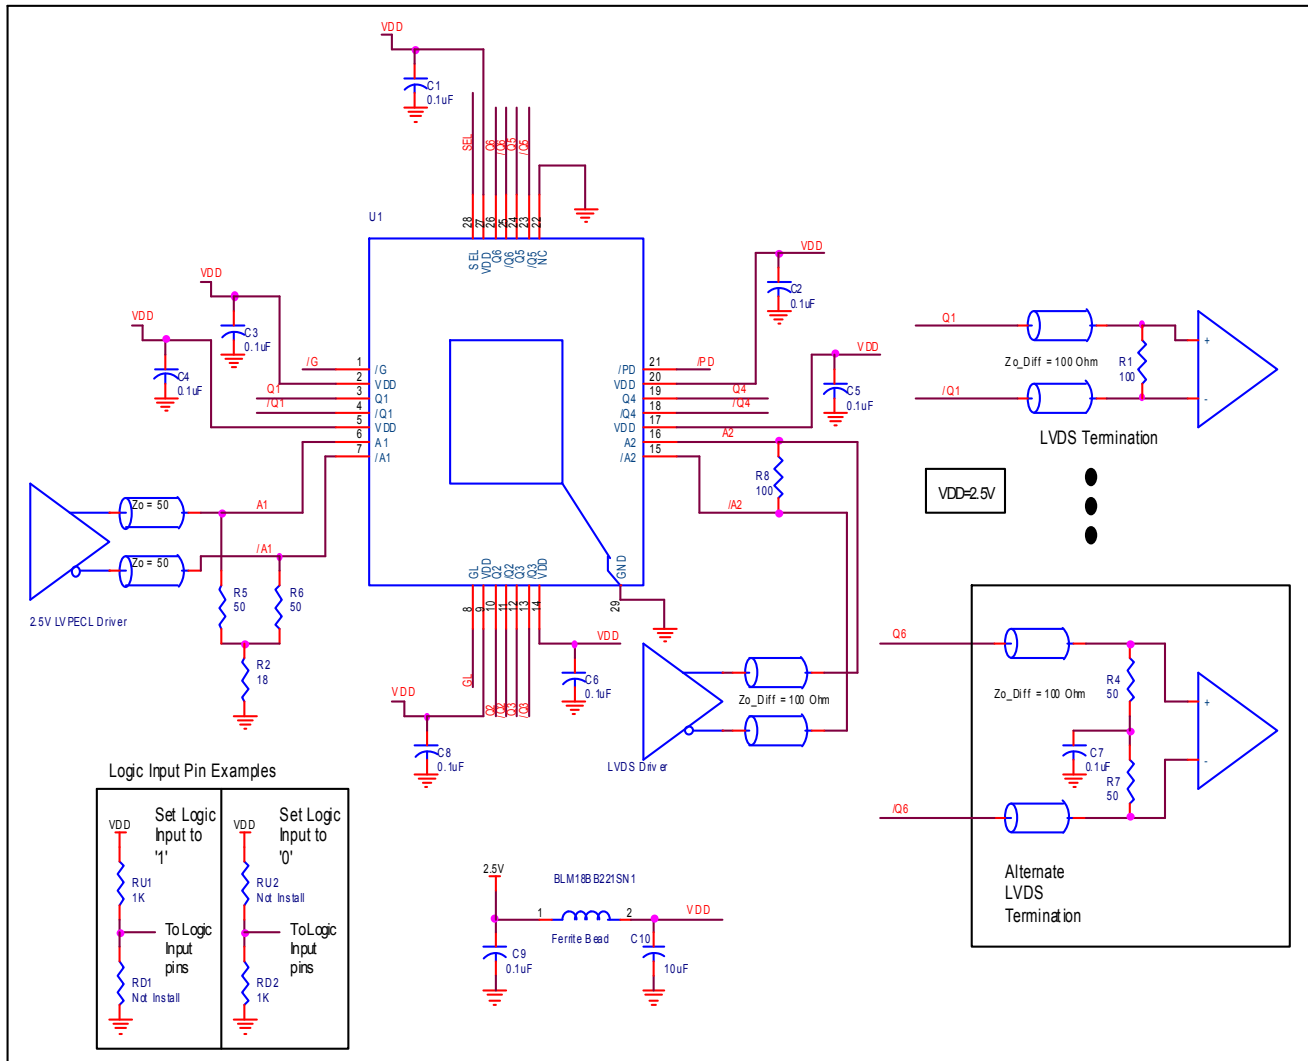 VDD
C1
0.1uF
SEL
Q6
/Q6
Q5
/Q5
U1
28
27
26
25
24
23
22
SEL
VDD
Q6
/Q6
Q5
/Q5
NC
VDD
C2
0.1uF
VDD
C3
0.1uF
VDD
C4
0.1uF
/G
Q1
/Q1
1
2
3
4
5
6
7
/G
VDD
Q1
/Q1
VDD
A1
/A1
/PD
VDD
Q4
/Q4
VDD
A2
/A2
21
20
19
18
17
16
15
/PD
VDD
C5
0.1uF
Q4
/Q4
A2
R8
100
/A2
Q1
/Q1
Zo_Diff = 100 Ohm
R1
100
+
-
LVDS Termination
VDD=2.5V
Zo = 50
Zo = 50
A1
/A1
2.5V LVPECL Driver
R5
50
R6
50
R2
18
GL
VDD
Q2
/Q2
Q3
/Q3
VDD
GND
8
9
10
11
12
13
14
29
GL
Q2
/Q2
Q3
/Q3
VDD
C6
0.1uF
VDD
C8
0.1uF
Zo_Diff = 100 Ohm
LVDS Driver
Q6
/Q6
Zo_Diff = 100 Ohm
R4
50
C7
0.1uF
R7
50
+
-
Alternate
LVDS
Termination
Logic Input Pin Examples
VDD
Set Logic
Input to
'1'
RU1
1K
To Logic
Input
pins
RD1
Not Install
VDD
Set Logic
Input to
'0'
RU2
Not Install
To Logic
Input
pins
RD2
1K
2.5V
BLM18BB221SN1
1
2
VDD
Ferrite Bead
C9
0.1uF
C10
10uF